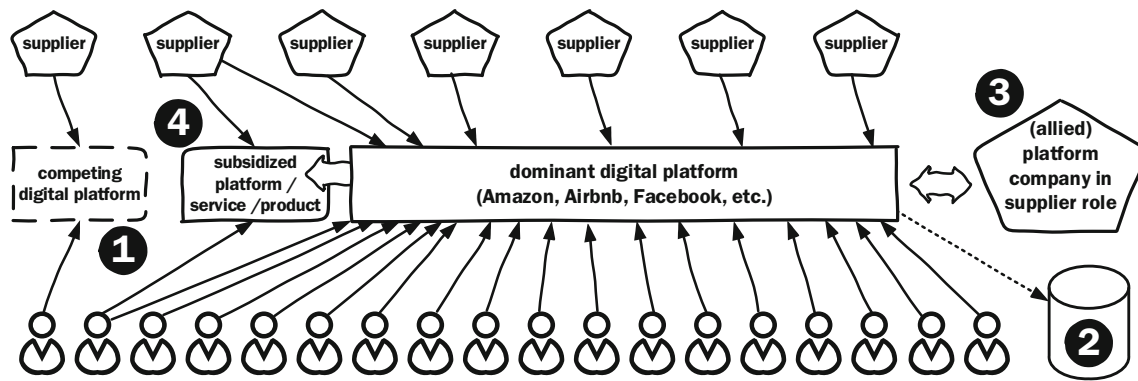 supplier
supplier
supplier
supplier
supplier
supplier
supplier
3
4
(allied)
platform
company in
supplier role
competing
digital platform
subsidized
platform /
service /product
dominant digital platform
(Amazon, Airbnb, Facebook, etc.)
1
2